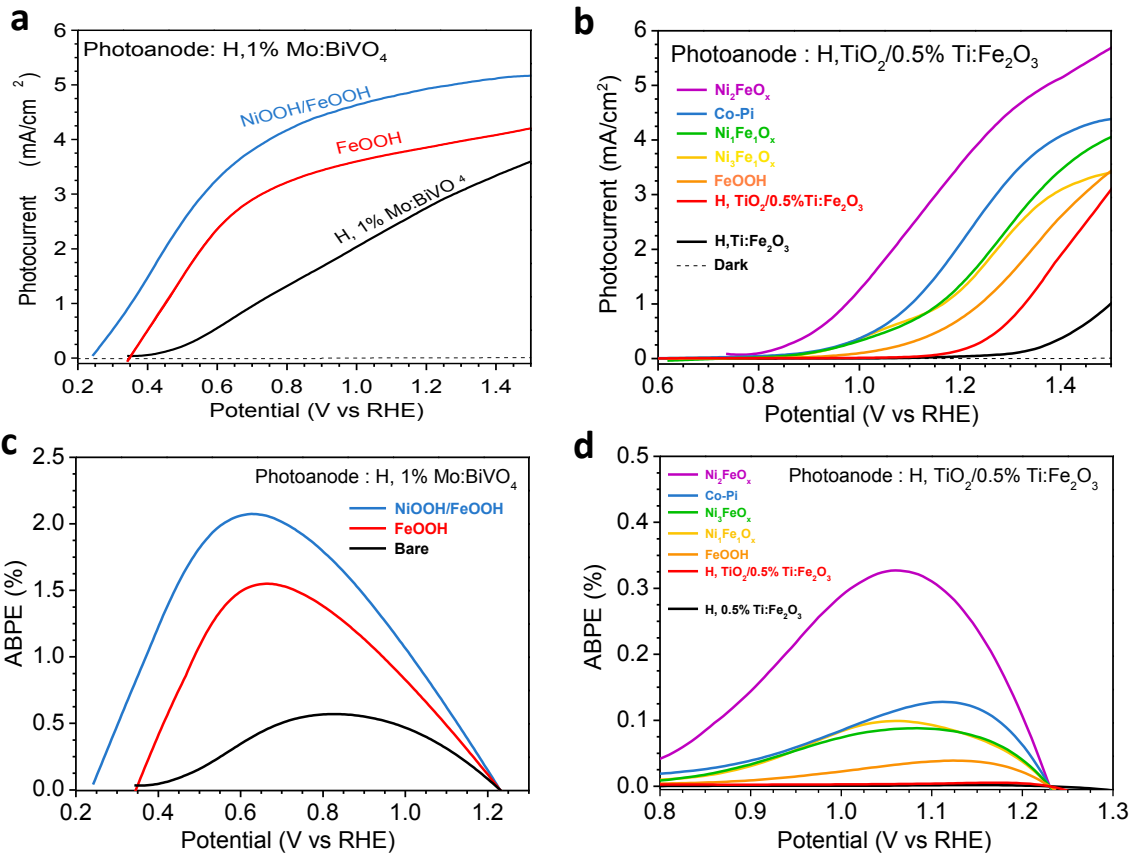 a
Photoanode: H,1% Mo:BiVO₄
NiOOH/FeOOH
FeOOH
H, 1% Mo:BiVO₄
Photocurrent (mA/cm²)
6
5
4
3
2
1
0
0.2 0.4 0.6 0.8 1.0 1.2 1.4
Potential (V vs RHE)
b
Photoanode : H,TiO₂/0.5% Ti:Fe₂O₃
Ni₂FeOₓ
Co-Pi
Ni₁Fe₁Oₓ
Ni₃Fe₁Oₓ
FeOOH
H, TiO₂/0.5%Ti:Fe₂O₃
H,Ti:Fe₂O₃
Dark
Photocurrent (mA/cm²)
6
5
4
3
2
1
0
0.6 0.8 1.0 1.2 1.4
Potential (V vs RHE)
c
Photoanode : H, 1% Mo:BiVO₄
NiOOH/FeOOH
FeOOH
Bare
ABPE (%)
2.5
2.0
1.5
1.0
0.5
0.0
0.2 0.4 0.6 0.8 1.0 1.2
Potential (V vs RHE)
d
Photoanode : H, TiO₂/0.5% Ti:Fe₂O₃
Ni₂FeOₓ
Co-Pi
Ni₃FeOₓ
Ni₁Fe₁Oₓ
FeOOH
H, TiO₂/0.5% Ti:Fe₂O₃
H, 0.5% Ti:Fe₂O₃
ABPE (%)
0.5
0.4
0.3
0.2
0.1
0.0
0.8 0.9 1.0 1.1 1.2 1.3
Potential (V vs RHE)